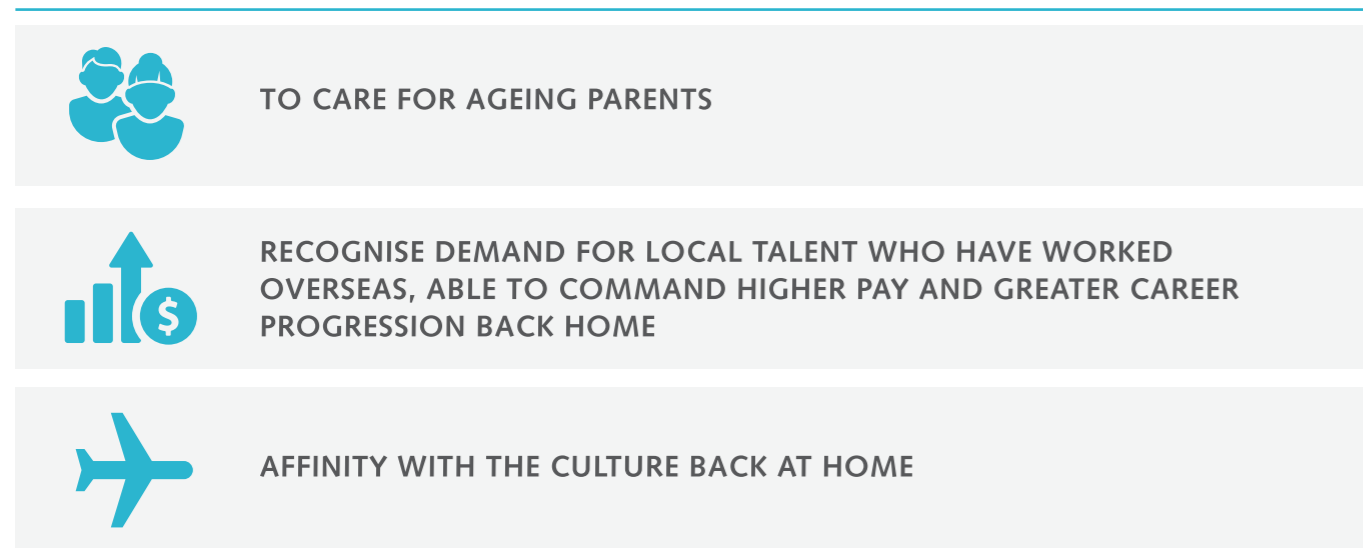 TO CARE FOR AGEING PARENTS
RECOGNISE DEMAND FOR LOCAL TALENT WHO HAVE WORKED
OVERSEAS, ABLE TO COMMAND HIGHER PAY AND GREATER CAREER
PROGRESSION BACK HOME
$
AFFINITY WITH THE CULTURE BACK AT HOME